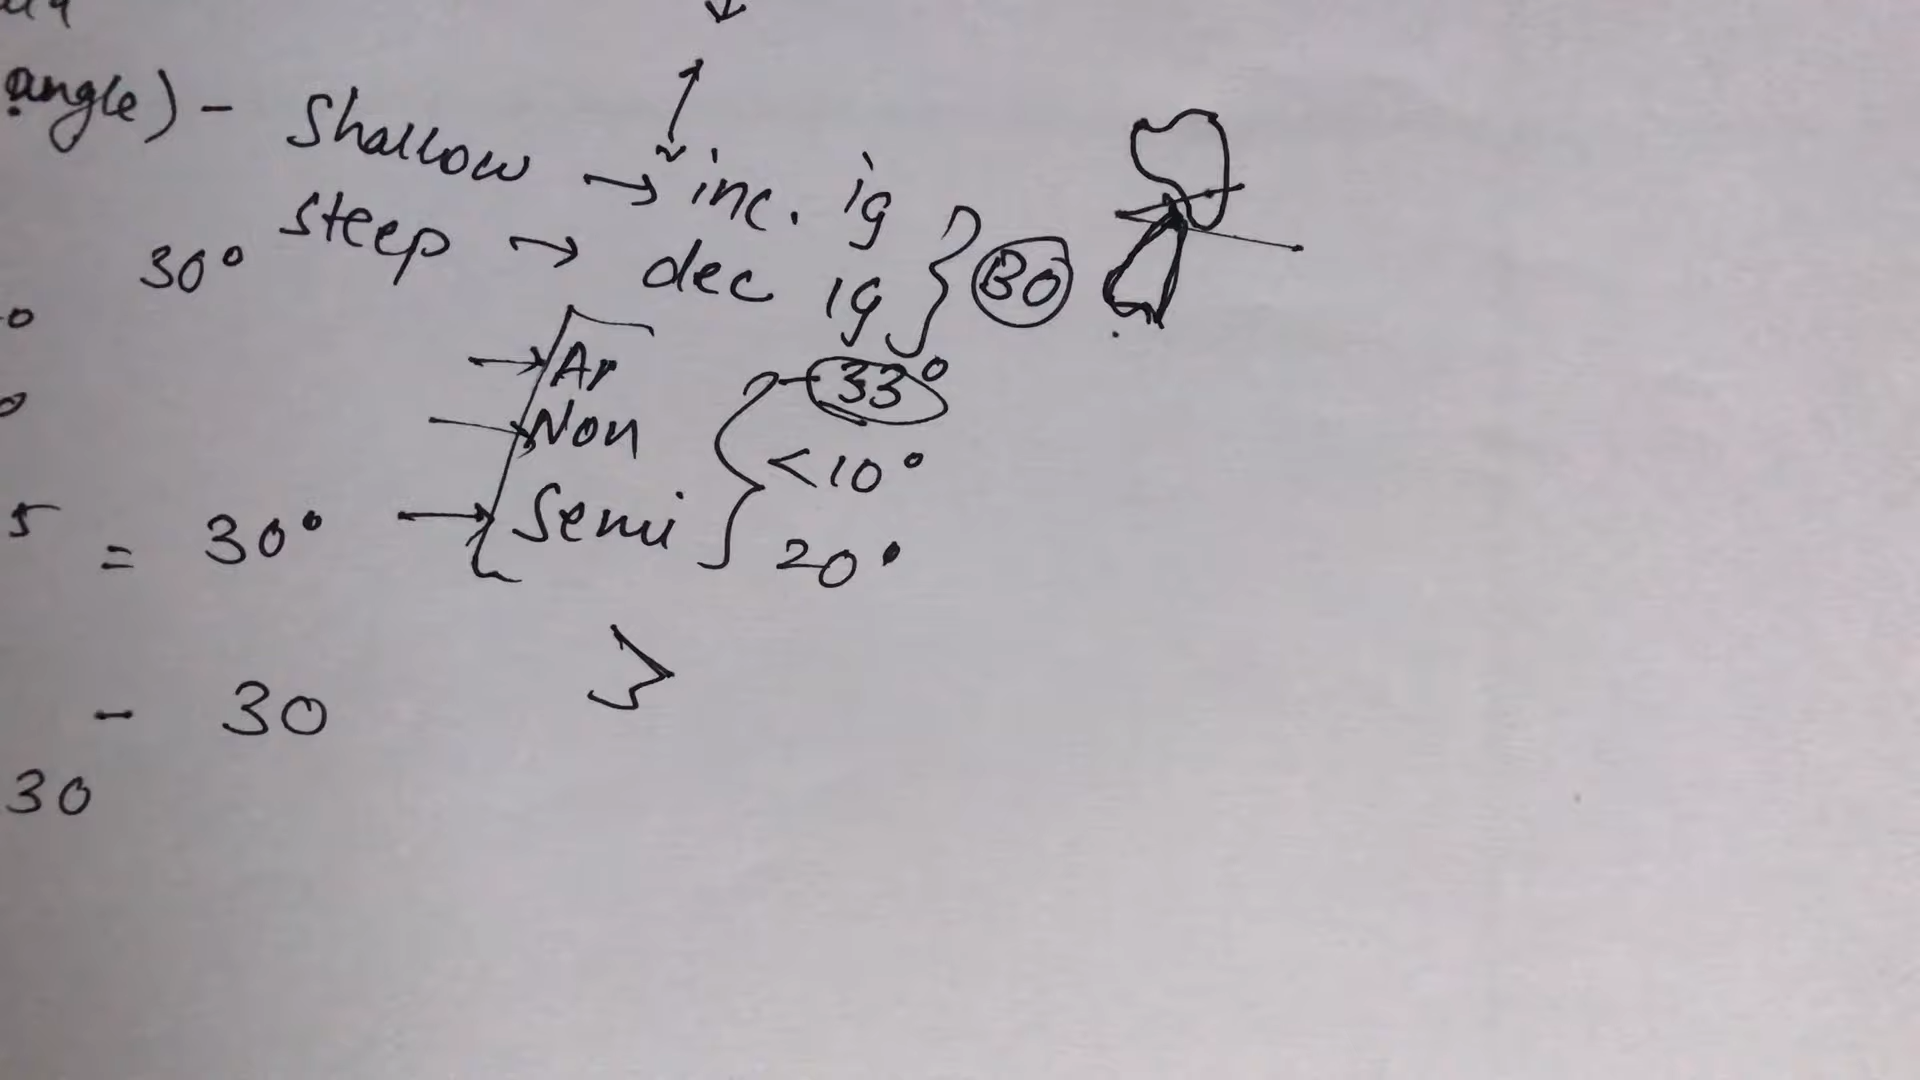 angle) - Shallow → inc. ig
30° steep → dec ig } 30
→ Ar - 33°
→ Non < 10°
5 = 30° → Semi } 20°
- 30
30